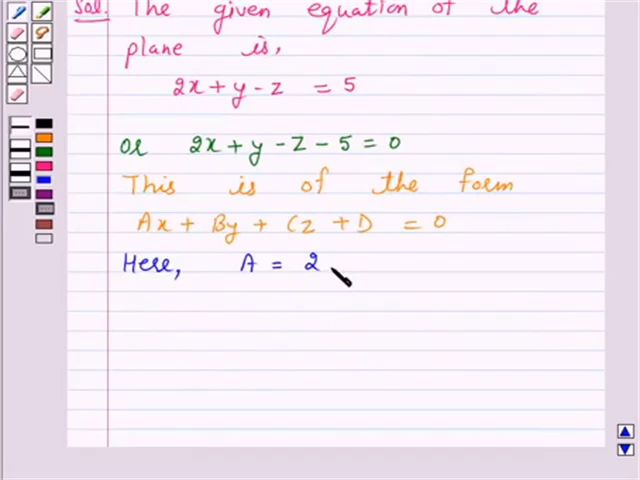 Sol. The given equation of the
plane is,
2x + y - z = 5
or 2x + y - z - 5 = 0
This is of the form
Ax + By + Cz + D = 0
Here, A = 2